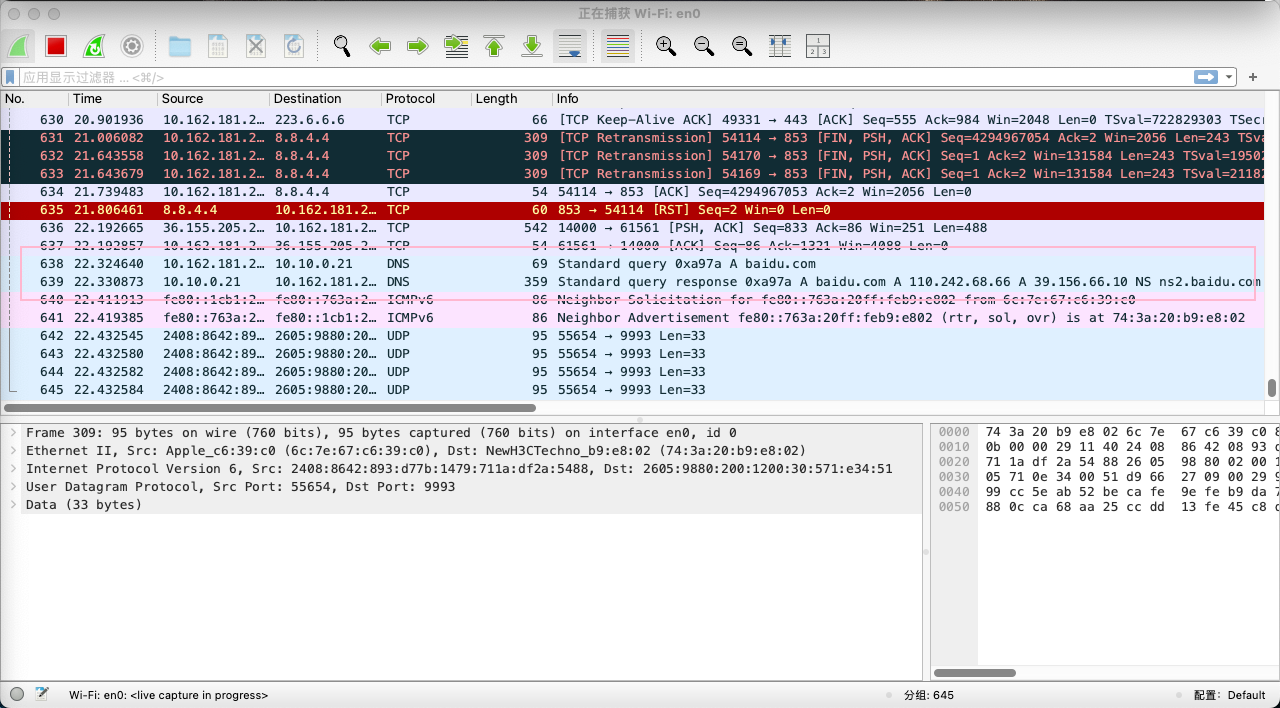 正在捕获 Wi-Fi: en0
应用显示过滤器 … <⌘/>
No. Time Source Destination Protocol Length Info
630 20.901936 10.162.181.2… 223.6.6.6 TCP 66 [TCP Keep-Alive ACK] 49331 → 443 [ACK] Seq=555 Ack=984 Win=2048 Len=0 TSval=722829303 TSecr
631 21.006082 10.162.181.2… 8.8.4.4 TCP 309 [TCP Retransmission] 54114 → 853 [FIN, PSH, ACK] Seq=4294967054 Ack=2 Win=2056 Len=243 TSva
632 21.643558 10.162.181.2… 8.8.4.4 TCP 309 [TCP Retransmission] 54170 → 853 [FIN, PSH, ACK] Seq=1 Ack=2 Win=131584 Len=243 TSval=19502
633 21.643679 10.162.181.2… 8.8.4.4 TCP 309 [TCP Retransmission] 54169 → 853 [FIN, PSH, ACK] Seq=1 Ack=2 Win=131584 Len=243 TSval=21182
634 21.739483 10.162.181.2… 8.8.4.4 TCP 54 54114 → 853 [ACK] Seq=4294967053 Ack=2 Win=2056 Len=0
635 21.806461 8.8.4.4 10.162.181.2… TCP 60 853 → 54114 [RST] Seq=2 Win=0 Len=0
636 22.192665 36.155.205.2… 10.162.181.2… TCP 542 14000 → 61561 [PSH, ACK] Seq=833 Ack=86 Win=251 Len=488
637 22.192857 10.162.181.2… 36.155.205.2… TCP 54 61561 → 14000 [ACK] Seq=86 Ack=1321 Win=4088 Len=0
638 22.324640 10.162.181.2… 10.10.0.21 DNS 69 Standard query 0xa97a A baidu.com
639 22.330873 10.10.0.21 10.162.181.2… DNS 359 Standard query response 0xa97a A baidu.com A 110.242.68.66 A 39.156.66.10 NS ns2.baidu.com
640 22.411913 fe80::1cb1:2… fe80::763a:2… ICMPv6 86 Neighbor Solicitation for fe80::763a:20ff:feb9:e802 from 6c:7e:67:c6:39:c0
641 22.419385 fe80::763a:2… fe80::1cb1:2… ICMPv6 86 Neighbor Advertisement fe80::763a:20ff:feb9:e802 (rtr, sol, ovr) is at 74:3a:20:b9:e8:02
642 22.432545 2408:8642:89… 2605:9880:20… UDP 95 55654 → 9993 Len=33
643 22.432580 2408:8642:89… 2605:9880:20… UDP 95 55654 → 9993 Len=33
644 22.432582 2408:8642:89… 2605:9880:20… UDP 95 55654 → 9993 Len=33
645 22.432584 2408:8642:89… 2605:9880:20… UDP 95 55654 → 9993 Len=33
Frame 309: 95 bytes on wire (760 bits), 95 bytes captured (760 bits) on interface en0, id 0
Ethernet II, Src: Apple_c6:39:c0 (6c:7e:67:c6:39:c0), Dst: NewH3CTechno_b9:e8:02 (74:3a:20:b9:e8:02)
Internet Protocol Version 6, Src: 2408:8642:893:d77b:1479:711a:df2a:5488, Dst: 2605:9880:200:1200:30:571:e34:51
User Datagram Protocol, Src Port: 55654, Dst Port: 9993
Data (33 bytes)
0000 74 3a 20 b9 e8 02 6c 7e 67 c6 39 c0
0010 0b 00 00 29 11 40 24 08 86 42 08 93
0020 71 1a df 2a 54 88 26 05 98 80 02 00
0030 05 71 0e 34 00 51 d9 66 27 09 00 29
0040 99 cc 5e ab 52 be ca fe 9e fe b9 da
0050 88 0c ca 68 aa 25 cc dd 13 fe 45 c8
Wi-Fi: en0: <live capture in progress>
分组: 645
配置: Default